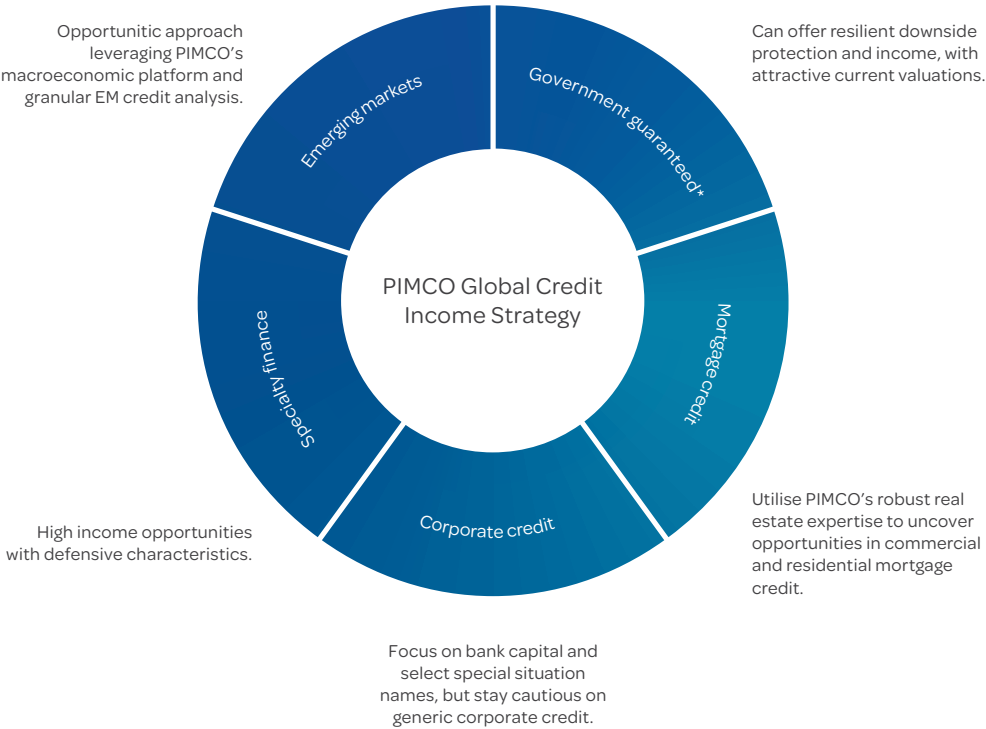 Opportunitic approach
leveraging PIMCO's
macroeconomic platform and
granular EM credit analysis.
Can offer resilient downside
protection and income, with
attractive current valuations.
Emerging markets
Government guaranteed*
PIMCO Global Credit
Income Strategy
Specialty finance
Mortgage credit
Corporate credit
High income opportunities
with defensive characteristics.
Utilise PIMCO's robust real
estate expertise to uncover
opportunities in commercial
and residential mortgage
credit.
Focus on bank capital and
select special situation
names, but stay cautious on
generic corporate credit.